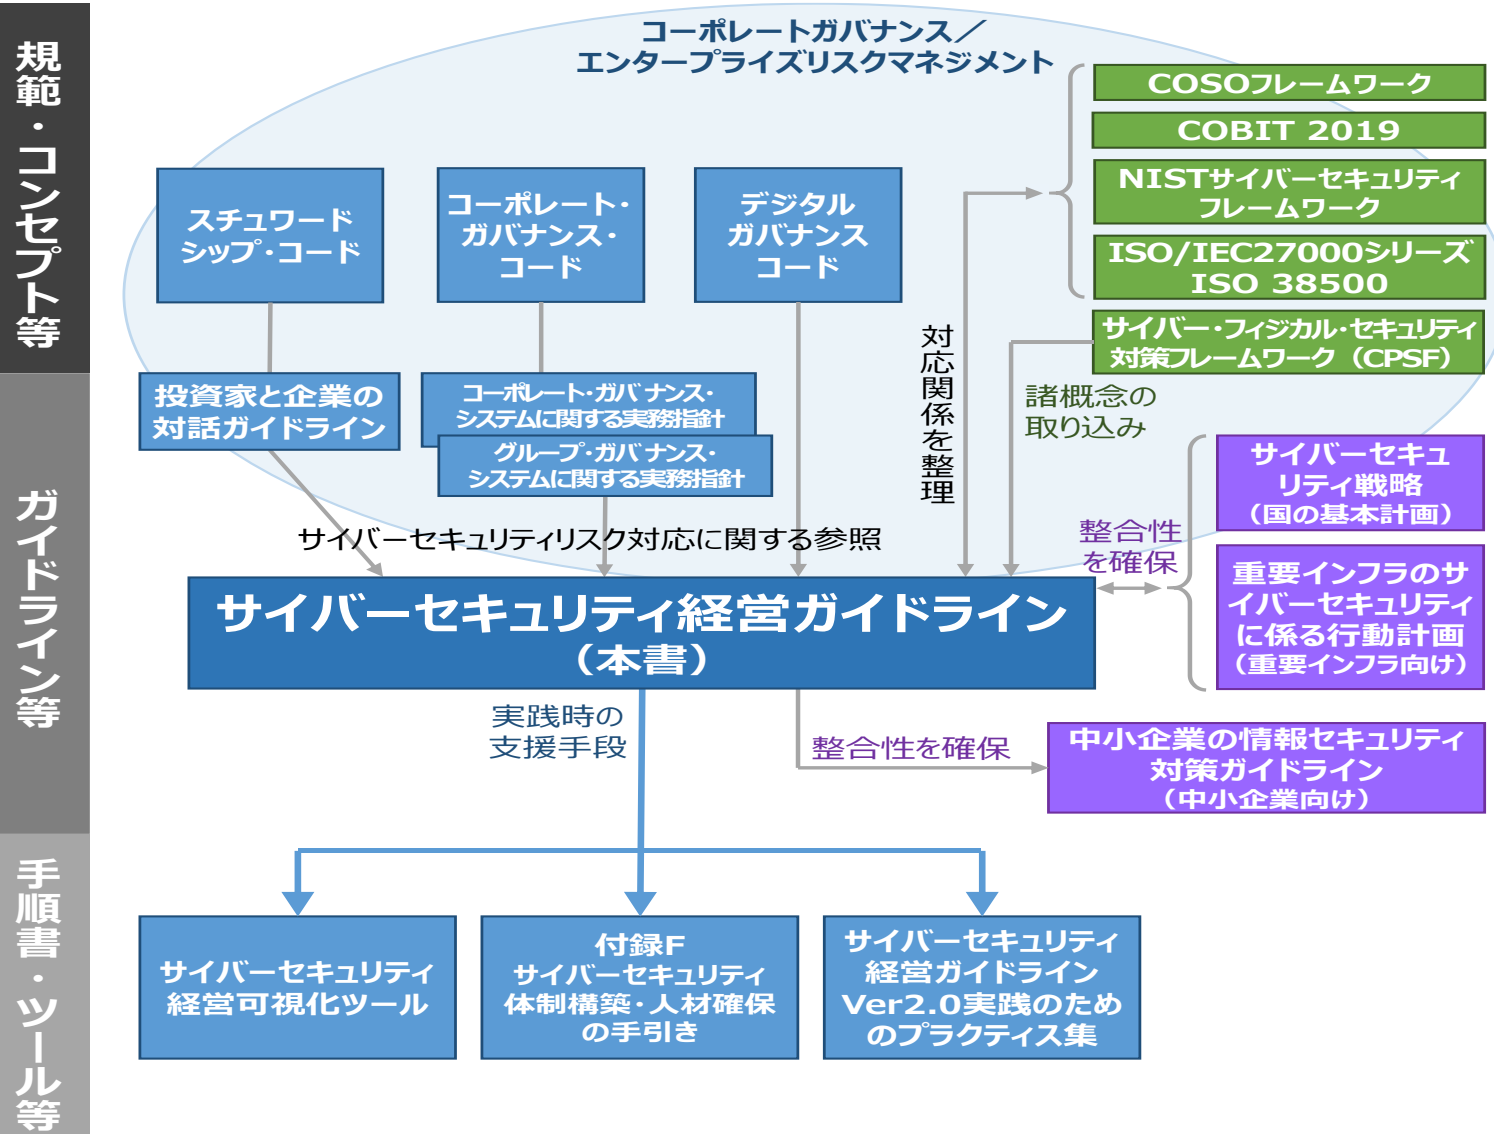 規範・コンセプト等
ガイドライン等
手順書・ツール等
コーポレートガバナンス／
エンタープライズリスクマネジメント
COSOフレームワーク
COBIT 2019
NISTサイバーセキュリティ
フレームワーク
ISO/IEC27000シリーズ
ISO 38500
サイバー・フィジカル・セキュリティ
対策フレームワーク（CPSF）
スチュワード
シップ・コード
コーポレート・
ガバナンス・
コード
デジタル
ガバナンス
コード
対応関係を整理
諸概念の
取り込み
投資家と企業の
対話ガイドライン
コーポレート・ガバナンス・
システムに関する実務指針
グループ・ガバナンス・
システムに関する実務指針
サイバーセキュリティリスク対応に関する参照
整合性
を確保
サイバーセキュ
リティ戦略
（国の基本計画）
重要インフラのサ
イバーセキュリティ
に係る行動計画
（重要インフラ向け）
サイバーセキュリティ経営ガイドライン
（本書）
実践時の
支援手段
整合性を確保
中小企業の情報セキュリティ
対策ガイドライン
（中小企業向け）
サイバーセキュリティ
経営可視化ツール
付録F
サイバーセキュリティ
体制構築・人材確保
の手引き
サイバーセキュリティ
経営ガイドライン
Ver2.0実践のため
のプラクティス集